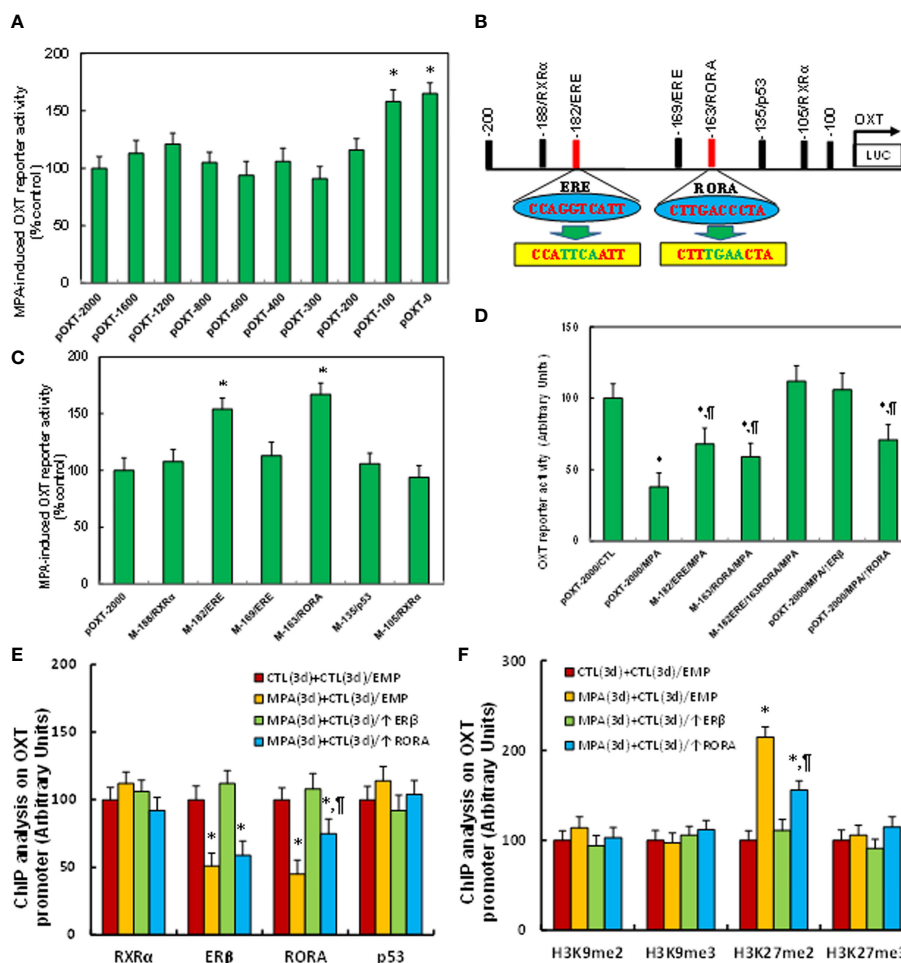 A
MPA-induced OXT reporter activity
(% control)
200
150
100
50
0
* *
pOXT-2000
pOXT-1600
pOXT-1200
pOXT-800
pOXT-600
pOXT-400
pOXT-300
pOXT-200
pOXT-100
pOXT-0
B
-200
-188/RXRα
-182/ERE
-169/ERE
-163/RORA
-135/p53
-105/RXRα
-100
OXT
LUC
ERE
CCAGGTCATT
CCATTCAATT
RORA
CTTGACCCTA
CTTTGAACTA
C
MPA-induced OXT reporter activity
(% control)
200
150
100
50
0
* *
pOXT-2000
M-188/RXRα
M-182/ERE
M-169/ERE
M-163/RORA
M-135/p53
M-105/RXRα
D
OXT reporter activity (Arbitrary Units)
150
100
50
0
*
*,¶
*,¶
*,¶
pOXT-2000/CTL
pOXT-2000/MPA
M-182/ERE/MPA
M-163/RORA/MPA
M-182ERE/163RORA/MPA
pOXT-2000/MPA/↑ERβ
pOXT-2000/MPA/↑RORA
E
ChIP analysis on OXT
promoter (Arbitrary Units)
200
150
100
50
0
CTL(3d)+CTL(3d)/EMP
MPA(3d)+CTL(3d)/EMP
MPA(3d)+CTL(3d)/↑ERβ
MPA(3d)+CTL(3d)/↑RORA
* *
* *,¶
RXRα
ERβ
RORA
p53
F
ChIP analysis on OXT
promoter (Arbitrary Units)
300
200
100
0
CTL(3d)+CTL(3d)/EMP
MPA(3d)+CTL(3d)/EMP
MPA(3d)+CTL(3d)/↑ERβ
MPA(3d)+CTL(3d)/↑RORA
*
*,¶
H3K9me2
H3K9me3
H3K27me2
H3K27me3